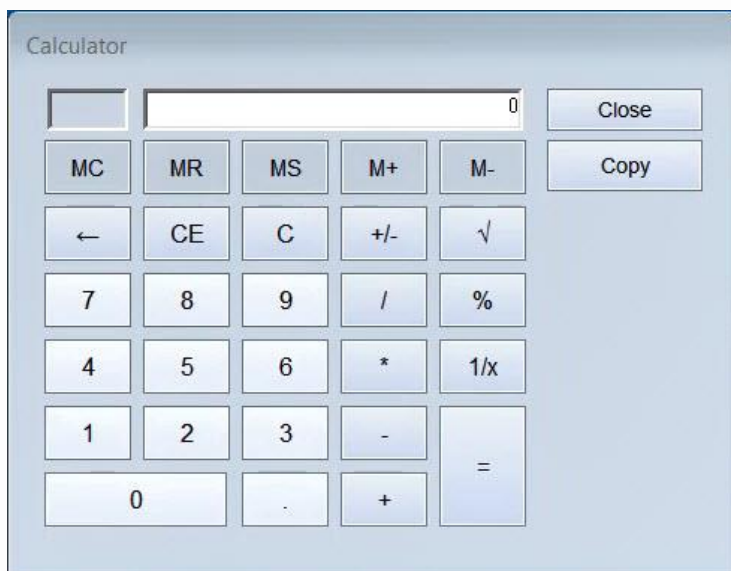 Calculator
0 Close
MC MR MS M+ M- Copy
← CE C +/- √
7 8 9 / %
4 5 6 * 1/x
1 2 3 - =
0 . +